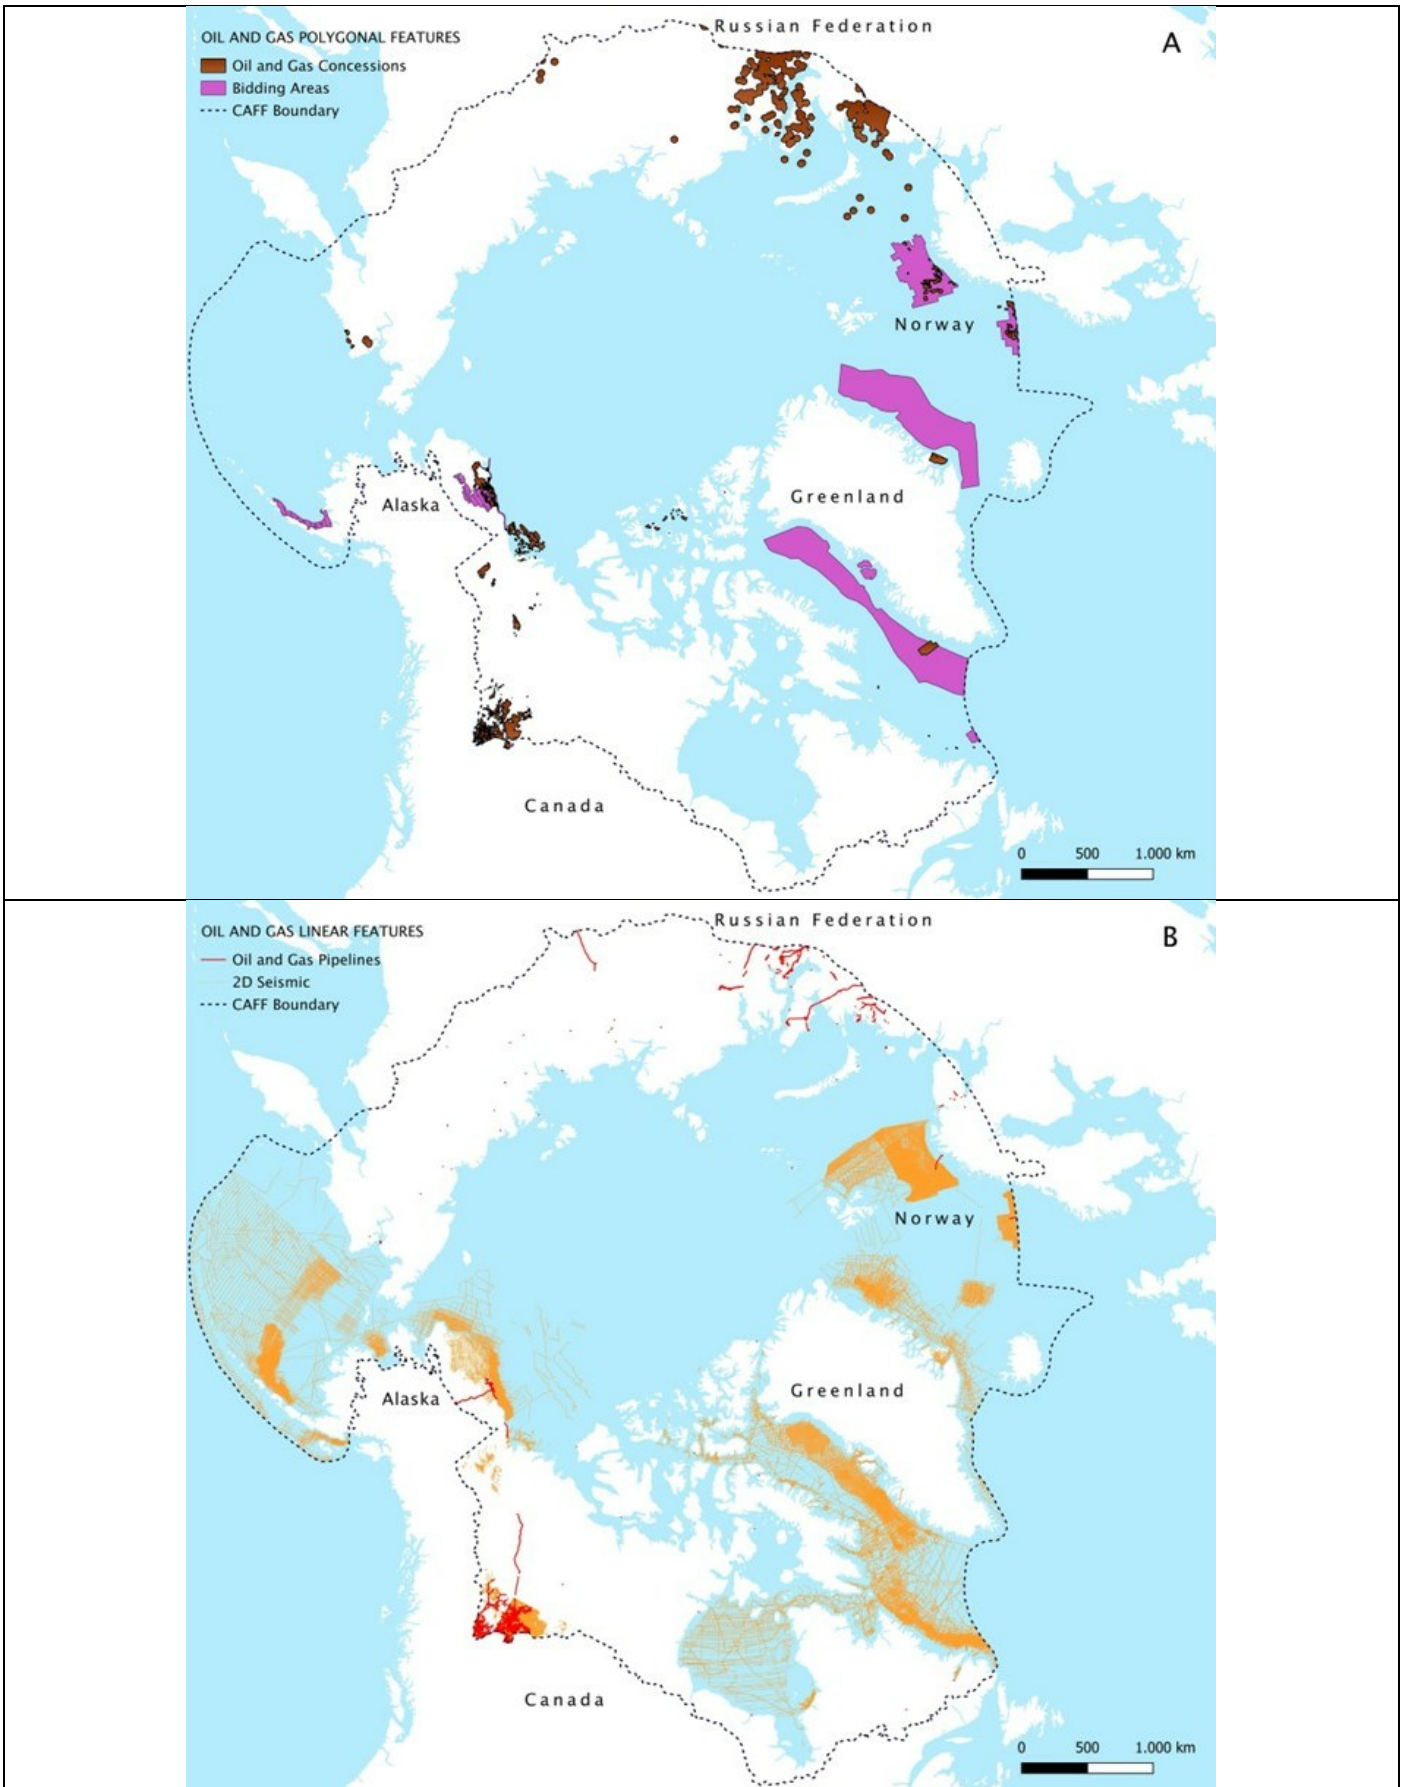 Russian Federation
A
OIL AND GAS POLYGONAL FEATURES
Oil and Gas Concessions
Bidding Areas
CAFF Boundary
Norway
Greenland
Alaska
Canada
0 500 1.000 km
Russian Federation
B
OIL AND GAS LINEAR FEATURES
Oil and Gas Pipelines
2D Seismic
CAFF Boundary
Norway
Greenland
Alaska
Canada
0 500 1.000 km